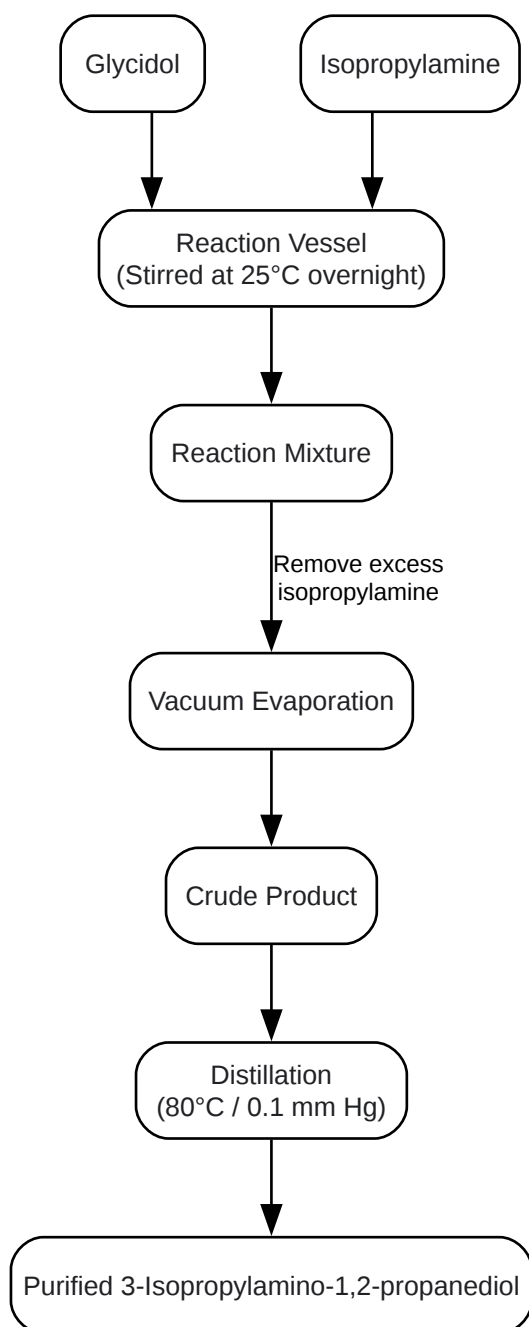 Glycidol
Isopropylamine
Reaction Vessel
(Stirred at 25°C overnight)
Reaction Mixture
Remove excess
isopropylamine
Vacuum Evaporation
Crude Product
Distillation
(80°C / 0.1 mm Hg)
Purified 3-Isopropylamino-1,2-propanediol